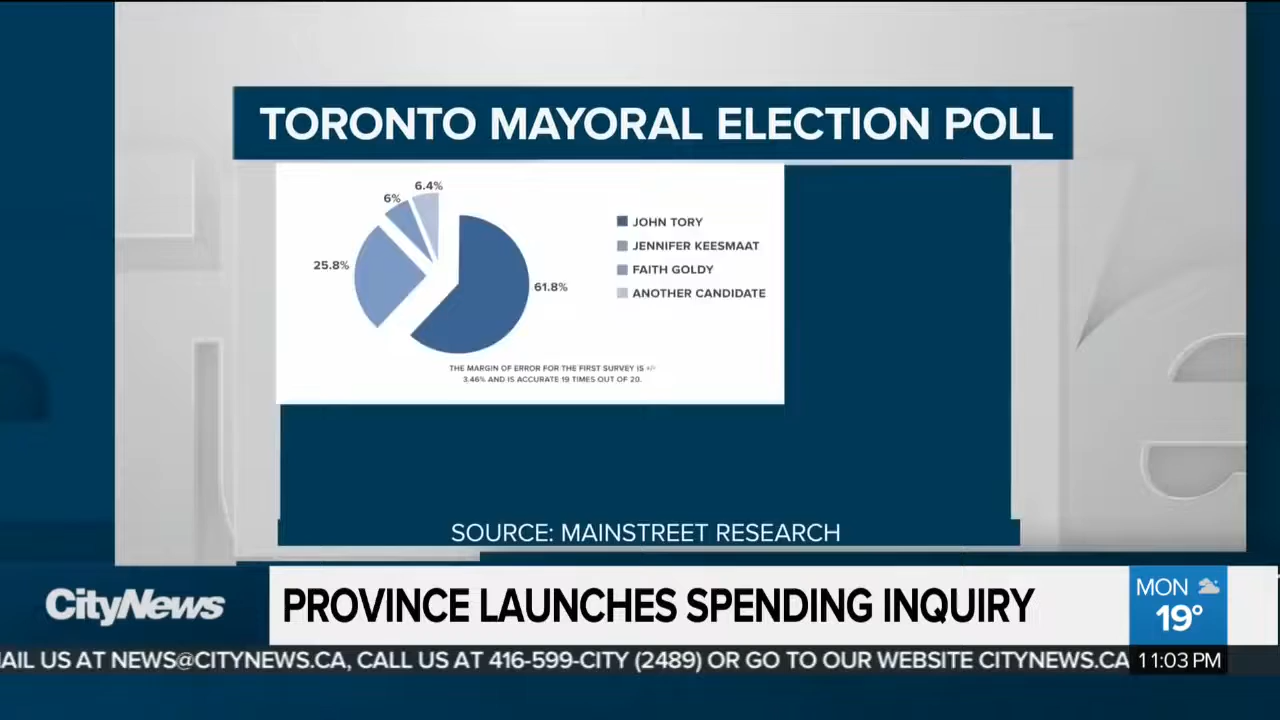 TORONTO MAYORAL ELECTION POLL
6.4%
6%
25.8%
61.8%
JOHN TORY
JENNIFER KEESMAAT
FAITH GOLDY
ANOTHER CANDIDATE
THE MARGIN OF ERROR FOR THE FIRST SURVEY IS +/-
3.46% AND IS ACCURATE 19 TIMES OUT OF 20.
SOURCE: MAINSTREET RESEARCH
CityNews
PROVINCE LAUNCHES SPENDING INQUIRY
MON
19°
AIL US AT NEWS@CITYNEWS.CA, CALL US AT 416-599-CITY (2489) OR GO TO OUR WEBSITE CITYNEWS.CA
11:03 PM